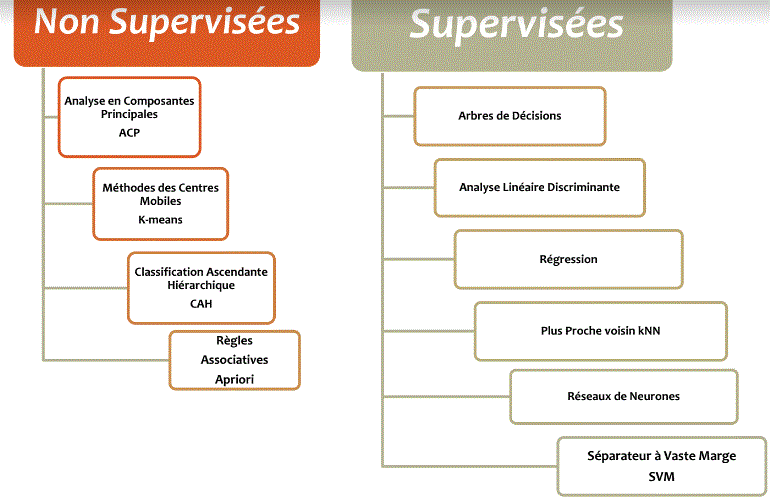 Non Supervisées
Analyse en Composantes
Principales
ACP
Méthodes des Centres
Mobiles
K-means
Classification Ascendante
Hiérarchique
CAH
Règles
Associatives
Apriori
Supervisées
Arbres de Décisions
Analyse Linéaire Discriminante
Régression
Plus Proche voisin kNN
Réseaux de Neurones
Séparateur à Vaste Marge
SVM